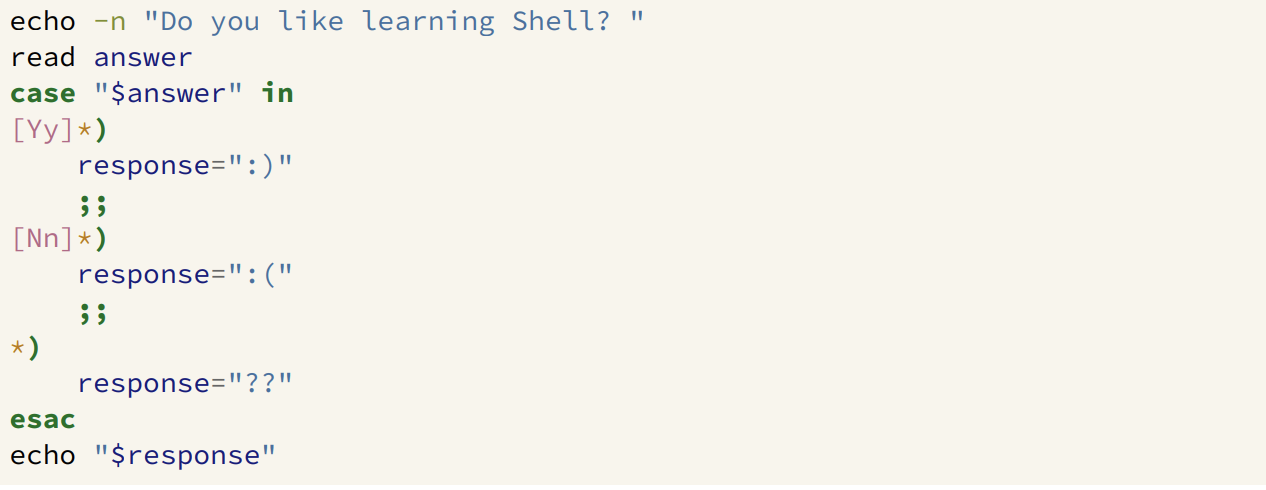 echo -n "Do you like learning Shell? "
read answer
case "$answer" in
[Yy]*)
    response=":)"
    ;;
[Nn]*)
    response=":("
    ;;
*)
    response="??"
esac
echo "$response"